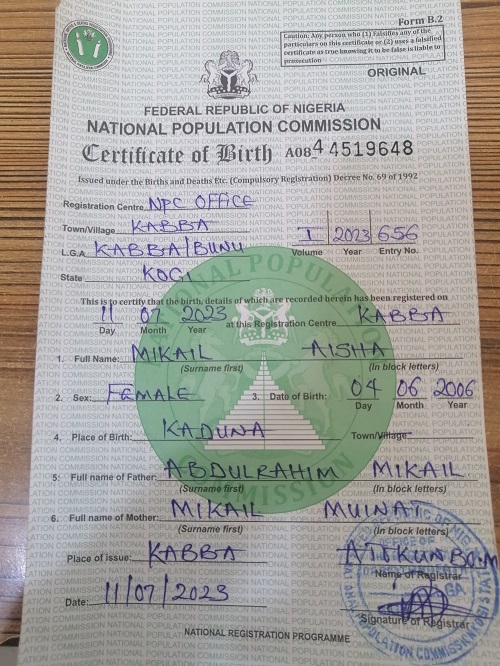 Form B.2
Caution: Any person who (1) Falsifies any of the
particulars on this certificate or (2) uses a falsified
certificate as true knowing it to be false is liable to
prosecution
ORIGINAL
FEDERAL REPUBLIC OF NIGERIA
NATIONAL POPULATION COMMISSION
Certificate of Birth A084 4519648
Issued under the Births and Deaths Etc. (Compulsory Registration) Decree No. 69 of 1992
Registration Centre NPC OFFICE
Town/Village KABBA
L.G.A. KABBA/BUNU
I 2023 656
Volume Year Entry No.
State KOGI
This is to certify that the birth, details of which are recorded herein has been registered on
11 07 2023 at this Registration Centre KABBA
Day Month Year
1. Full Name: MIKAIL AISHA
(Surname first) (In block letters)
2. Sex: FEMALE 3. Date of Birth: 04 06 2006
Day Month Year
4. Place of Birth: KADUNA Town/Village
5: Full name of Father: ABDULRAHIM MIKAIL
(Surname first) (In block letters)
6. Full name of Mother: MIKAIL MUINAT
(Surname first) (In block letters)
Place of issue: KABBA
Name of Registrar
Date: 11/07/2023
Signature of Registrar
NATIONAL REGISTRATION PROGRAMME
NATIONAL POPULATION
COMMISSION